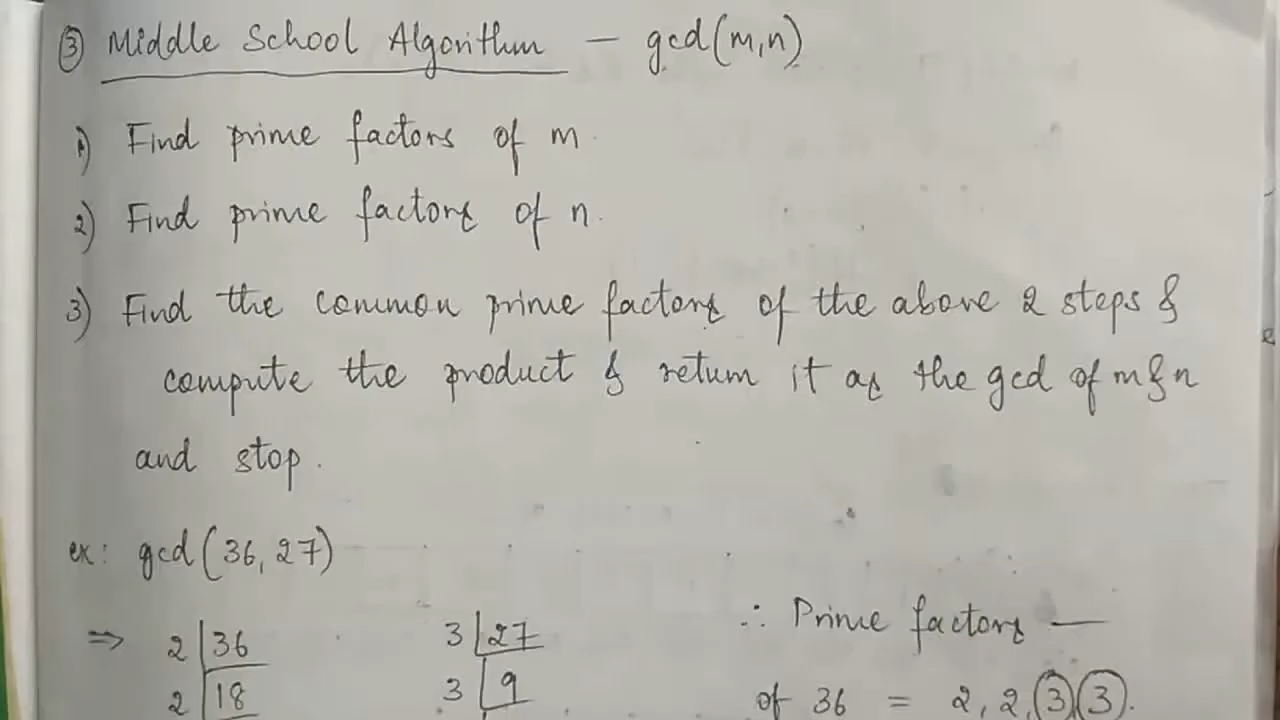 ③ Middle School Algorithm — gcd(m,n)
1) Find prime factors of m.
2) Find prime factors of n.
3) Find the common prime factors of the above 2 steps &
compute the product & return it as the gcd of m & n
and stop.
ex: gcd(36, 27)
⇒ 2 | 36 3 | 27 ∴ Prime factors —
2 | 18 3 | 9 of 36 = 2, 2, ③ ③.